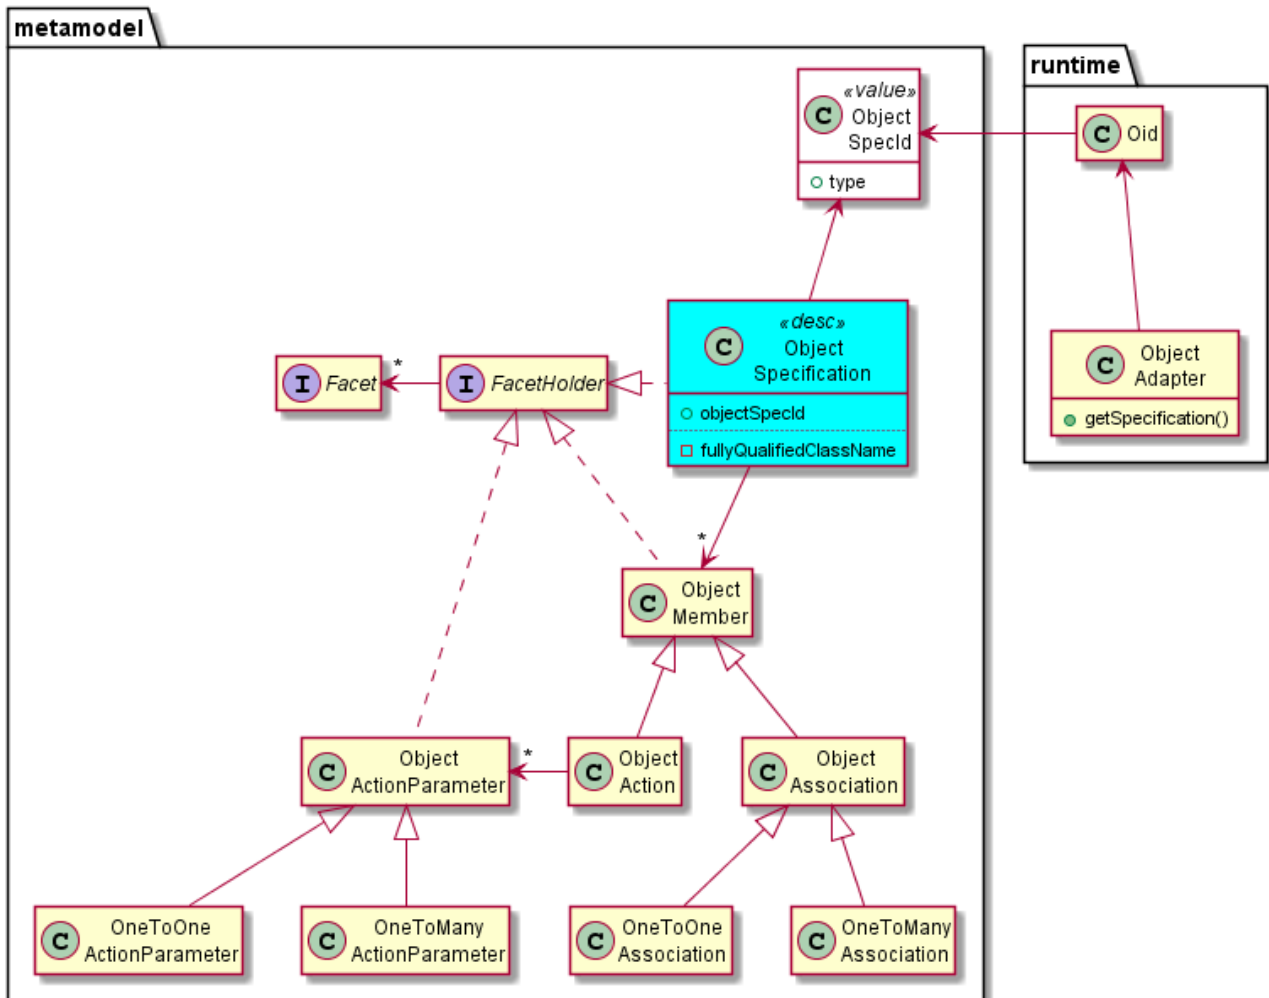 metamodel
runtime
C
«value»
Object
SpecId
type
C
Oid
C
«desc»
Object
Specification
objectSpecId
fullyQualifiedClassName
C
Object
Adapter
getSpecification()
I
Facet
*
I
FacetHolder
*
C
Object
Member
C
Object
ActionParameter
*
C
Object
Action
C
Object
Association
C
OneToOne
ActionParameter
C
OneToMany
ActionParameter
C
OneToOne
Association
C
OneToMany
Association